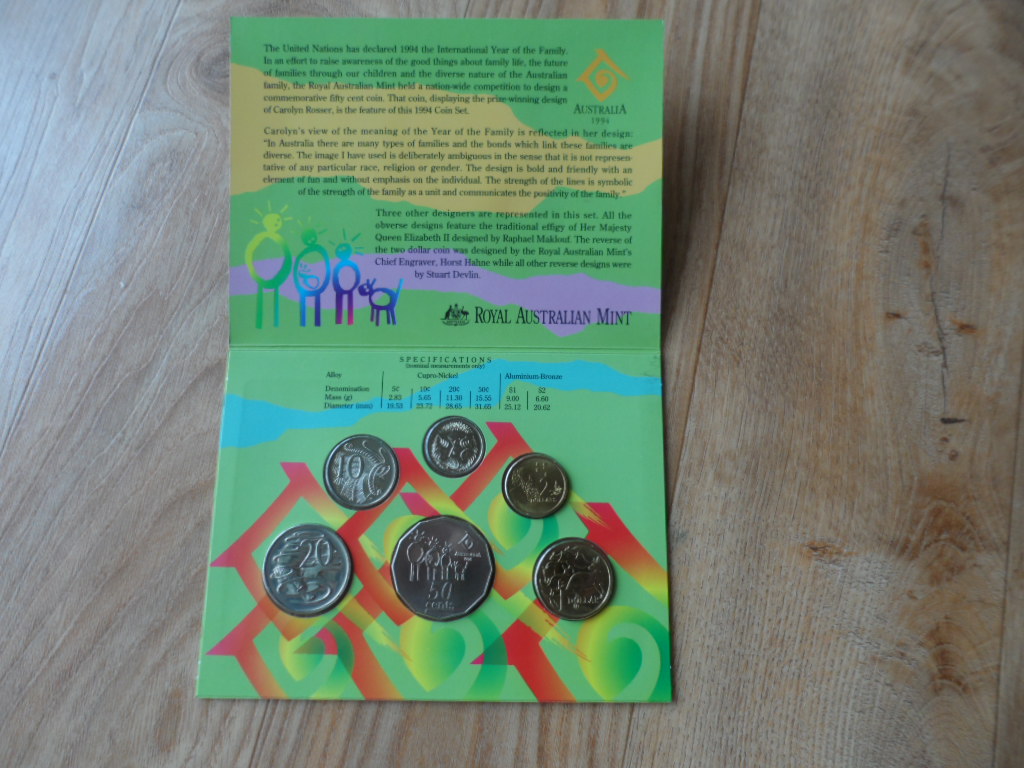 The United Nations has declared 1994 the International Year of the Family.
In an effort to raise awareness of the good things about family life, the future
of families through our children and the diverse nature of the Australian
family, the Royal Australian Mint held a nation-wide competition to design a
commemorative fifty cent coin. That coin, displaying the prize-winning design
of Carolyn Rosser, is the feature of this 1994 Coin Set.
AUSTRALIA
1994
Carolyn's view of the meaning of the Year of the Family is reflected in her design:
"In Australia there are many types of families and the bonds which link these families are
diverse. The image I have used is deliberately ambiguous in the sense that it is not represen-
tative of any particular race, religion or gender. The design is bold and friendly with an
element of fun and without emphasis on the individual. The strength of the lines is symbolic
of the strength of the family as a unit and communicates the positivity of the family."
Three other designers are represented in this set. All the
obverse designs feature the traditional effigy of Her Majesty
Queen Elizabeth II designed by Raphael Maklouf. The reverse of
the two dollar coin was designed by the Royal Australian Mint's
Chief Engraver, Horst Hahne while all other reverse designs were
by Stuart Devlin.
ROYAL AUSTRALIAN MINT
SPECIFICATIONS
(nominal measurements only)
Alloy Cupro-Nickel Aluminium-Bronze
Denomination 5c 10c 20c 50c $1 $2
Mass (g) 2.83 5.65 11.30 15.55 9.00 6.60
Diameter (mm) 19.53 23.72 28.65 31.65 25.12 20.62
10
2
DOLLARS
20
50
cents
DOLLAR